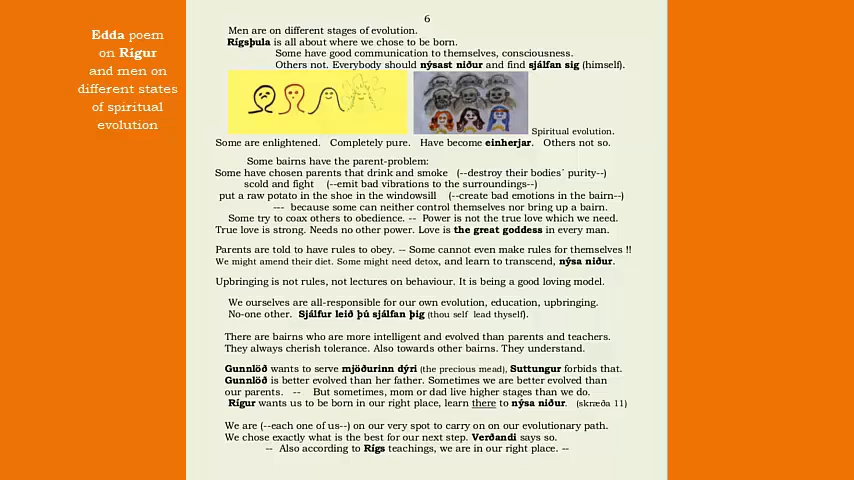 Edda poem
on Rígur
and men on
different states
of spiritual
evolution
6
Men are on different stages of evolution.
Rígsþula is all about where we chose to be born.
Some have good communication to themselves, consciousness.
Others not. Everybody should nýsast niður and find sjálfan sig (himself).
Spiritual evolution.
Some are enlightened. Completely pure. Have become einherjar. Others not so.
Some bairns have the parent-problem:
Some have chosen parents that drink and smoke (--destroy their bodies´ purity--)
scold and fight (--emit bad vibrations to the surroundings--)
put a raw potato in the shoe in the windowsill (--create bad emotions in the bairn--)
--- because some can neither control themselves nor bring up a bairn.
Some try to coax others to obedience. -- Power is not the true love which we need.
True love is strong. Needs no other power. Love is the great goddess in every man.
Parents are told to have rules to obey. -- Some cannot even make rules for themselves !!
We might amend their diet. Some might need detox, and learn to transcend, nýsa niður.
Upbringing is not rules, not lectures on behaviour. It is being a good loving model.
We ourselves are all-responsible for our own evolution, education, upbringing.
No-one other. Sjálfur leið þú sjálfan þig (thou self lead thyself).
There are bairns who are more intelligent and evolved than parents and teachers.
They always cherish tolerance. Also towards other bairns. They understand.
Gunnlöð wants to serve mjöðurinn dýri (the precious mead), Suttungur forbids that.
Gunnlöð is better evolved than her father. Sometimes we are better evolved than
our parents. -- But sometimes, mom or dad live higher stages than we do.
Rígur wants us to be born in our right place, learn there to nýsa niður. (skræða 11)
We are (--each one of us--) on our very spot to carry on on our evolutionary path.
We chose exactly what is the best for our next step. Verðandi says so.
-- Also according to Rígs teachings, we are in our right place. --